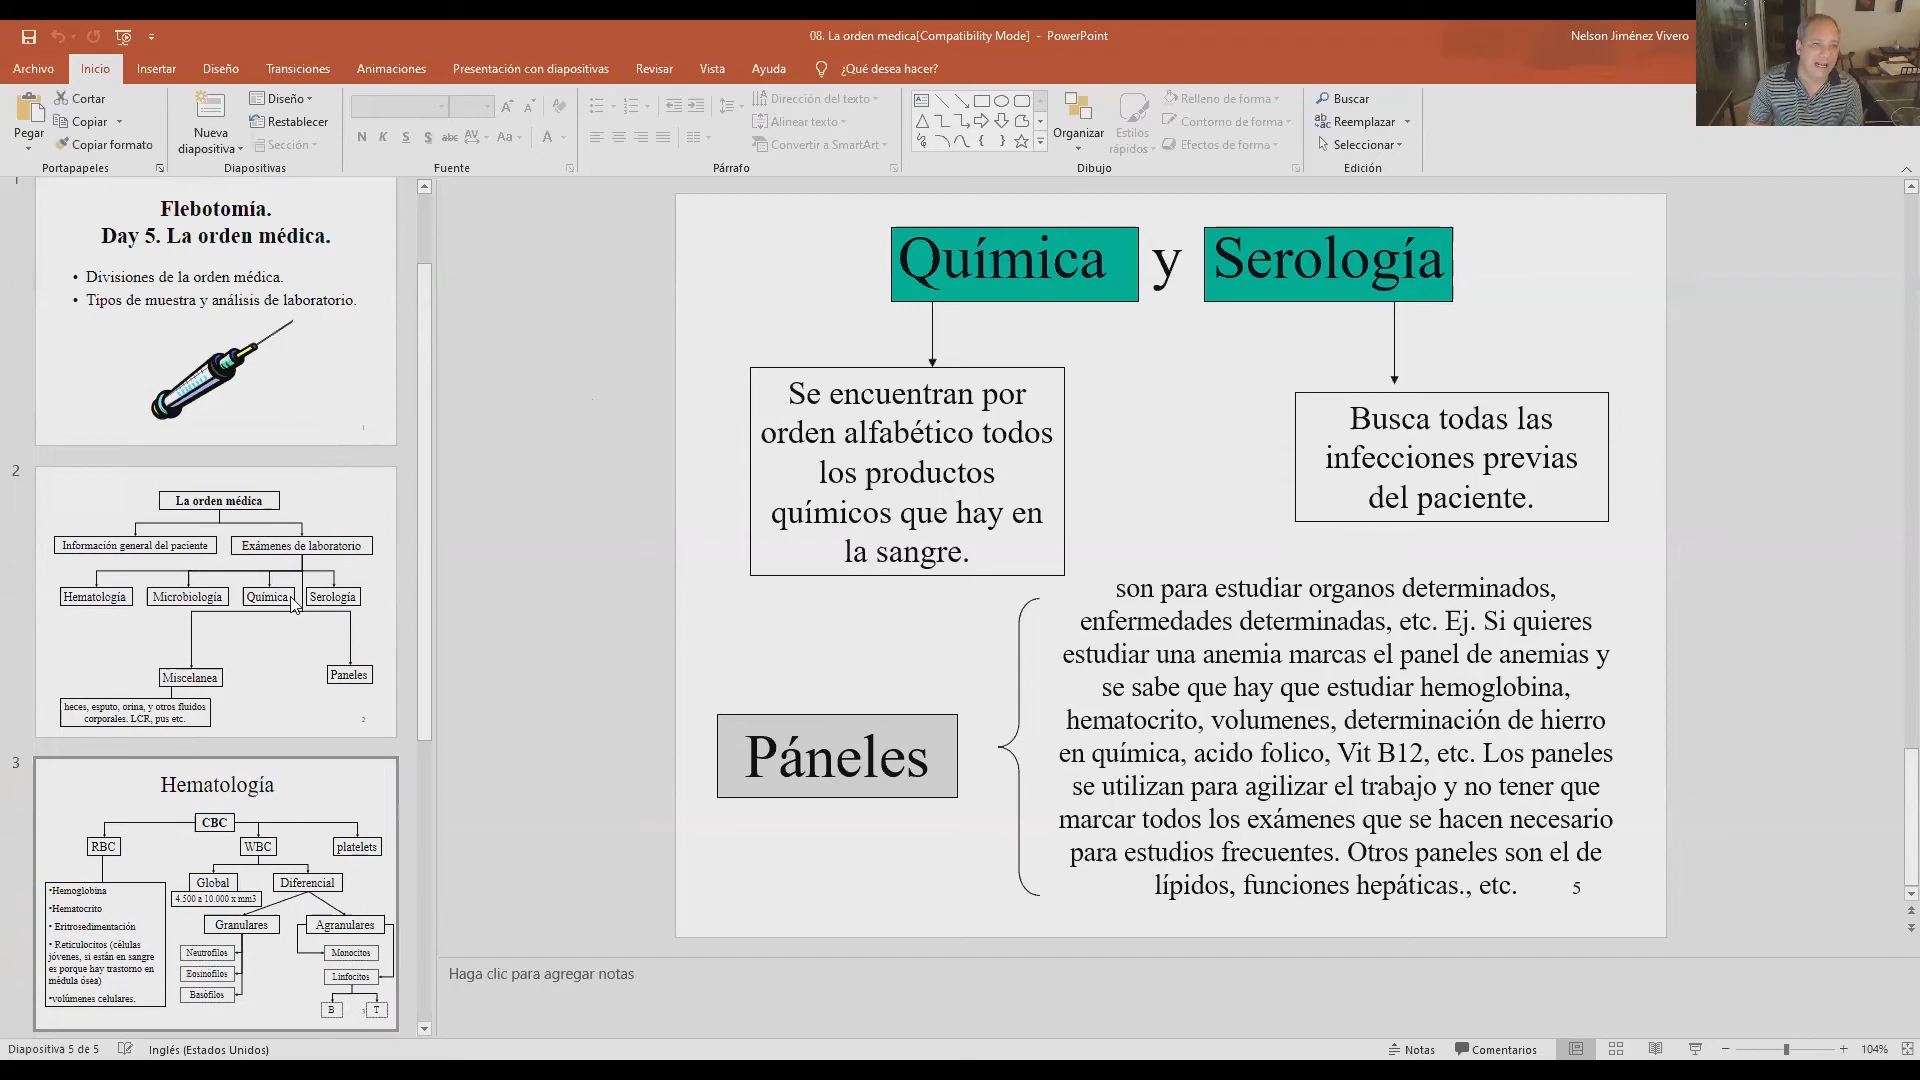 08. La orden medica[Compatibility Mode] - PowerPoint
Nelson Jiménez Vivero
Archivo Inicio Insertar Diseño Transiciones Animaciones Presentación con diapositivas Revisar Vista Ayuda ¿Qué desea hacer?
Pegar
Cortar
Copiar
Copiar formato
Portapapeles
Nueva
diapositiva
Diseño
Restablecer
Sección
Diapositivas
N K S S abc AV Aa A
Fuente
Dirección del texto
Alinear texto
Convertir a SmartArt
Párrafo
Organizar
Estilos
rápidos
Relleno de forma
Contorno de forma
Efectos de forma
Dibujo
Buscar
Reemplazar
Seleccionar
Edición
1
Flebotomía.
Day 5. La orden médica.
• Divisiones de la orden médica.
• Tipos de muestra y análisis de laboratorio.
1
2
La orden médica
Información general del paciente
Exámenes de laboratorio
Hematología
Microbiología
Química
Serología
Miscelanea
Paneles
heces, esputo, orina, y otros fluidos
corporales. LCR, pus etc.
2
3
Hematología
CBC
RBC
WBC
platelets
Global
Diferencial
4.500 a 10.000 x mm3
Granulares
Agranulares
•Hemoglobina
•Hematocrito
• Eritrosedimentación
• Reticulocitos (células
jóvenes, si están en sangre
es porque hay trastorno en
médula ósea)
•volúmenes celulares.
Neutrofilos
Eosinófilos
Basófilos
Monocitos
Linfocitos
B
3
T
Química y Serología
Se encuentran por
orden alfabético todos
los productos
químicos que hay en
la sangre.
Busca todas las
infecciones previas
del paciente.
Páneles
son para estudiar organos determinados,
enfermedades determinadas, etc. Ej. Si quieres
estudiar una anemia marcas el panel de anemias y
se sabe que hay que estudiar hemoglobina,
hematocrito, volumenes, determinación de hierro
en química, acido folico, Vit B12, etc. Los paneles
se utilizan para agilizar el trabajo y no tener que
marcar todos los exámenes que se hacen necesario
para estudios frecuentes. Otros paneles son el de
lípidos, funciones hepáticas., etc.
5
Haga clic para agregar notas
Diapositiva 5 de 5
Inglés (Estados Unidos)
Notas
Comentarios
104%